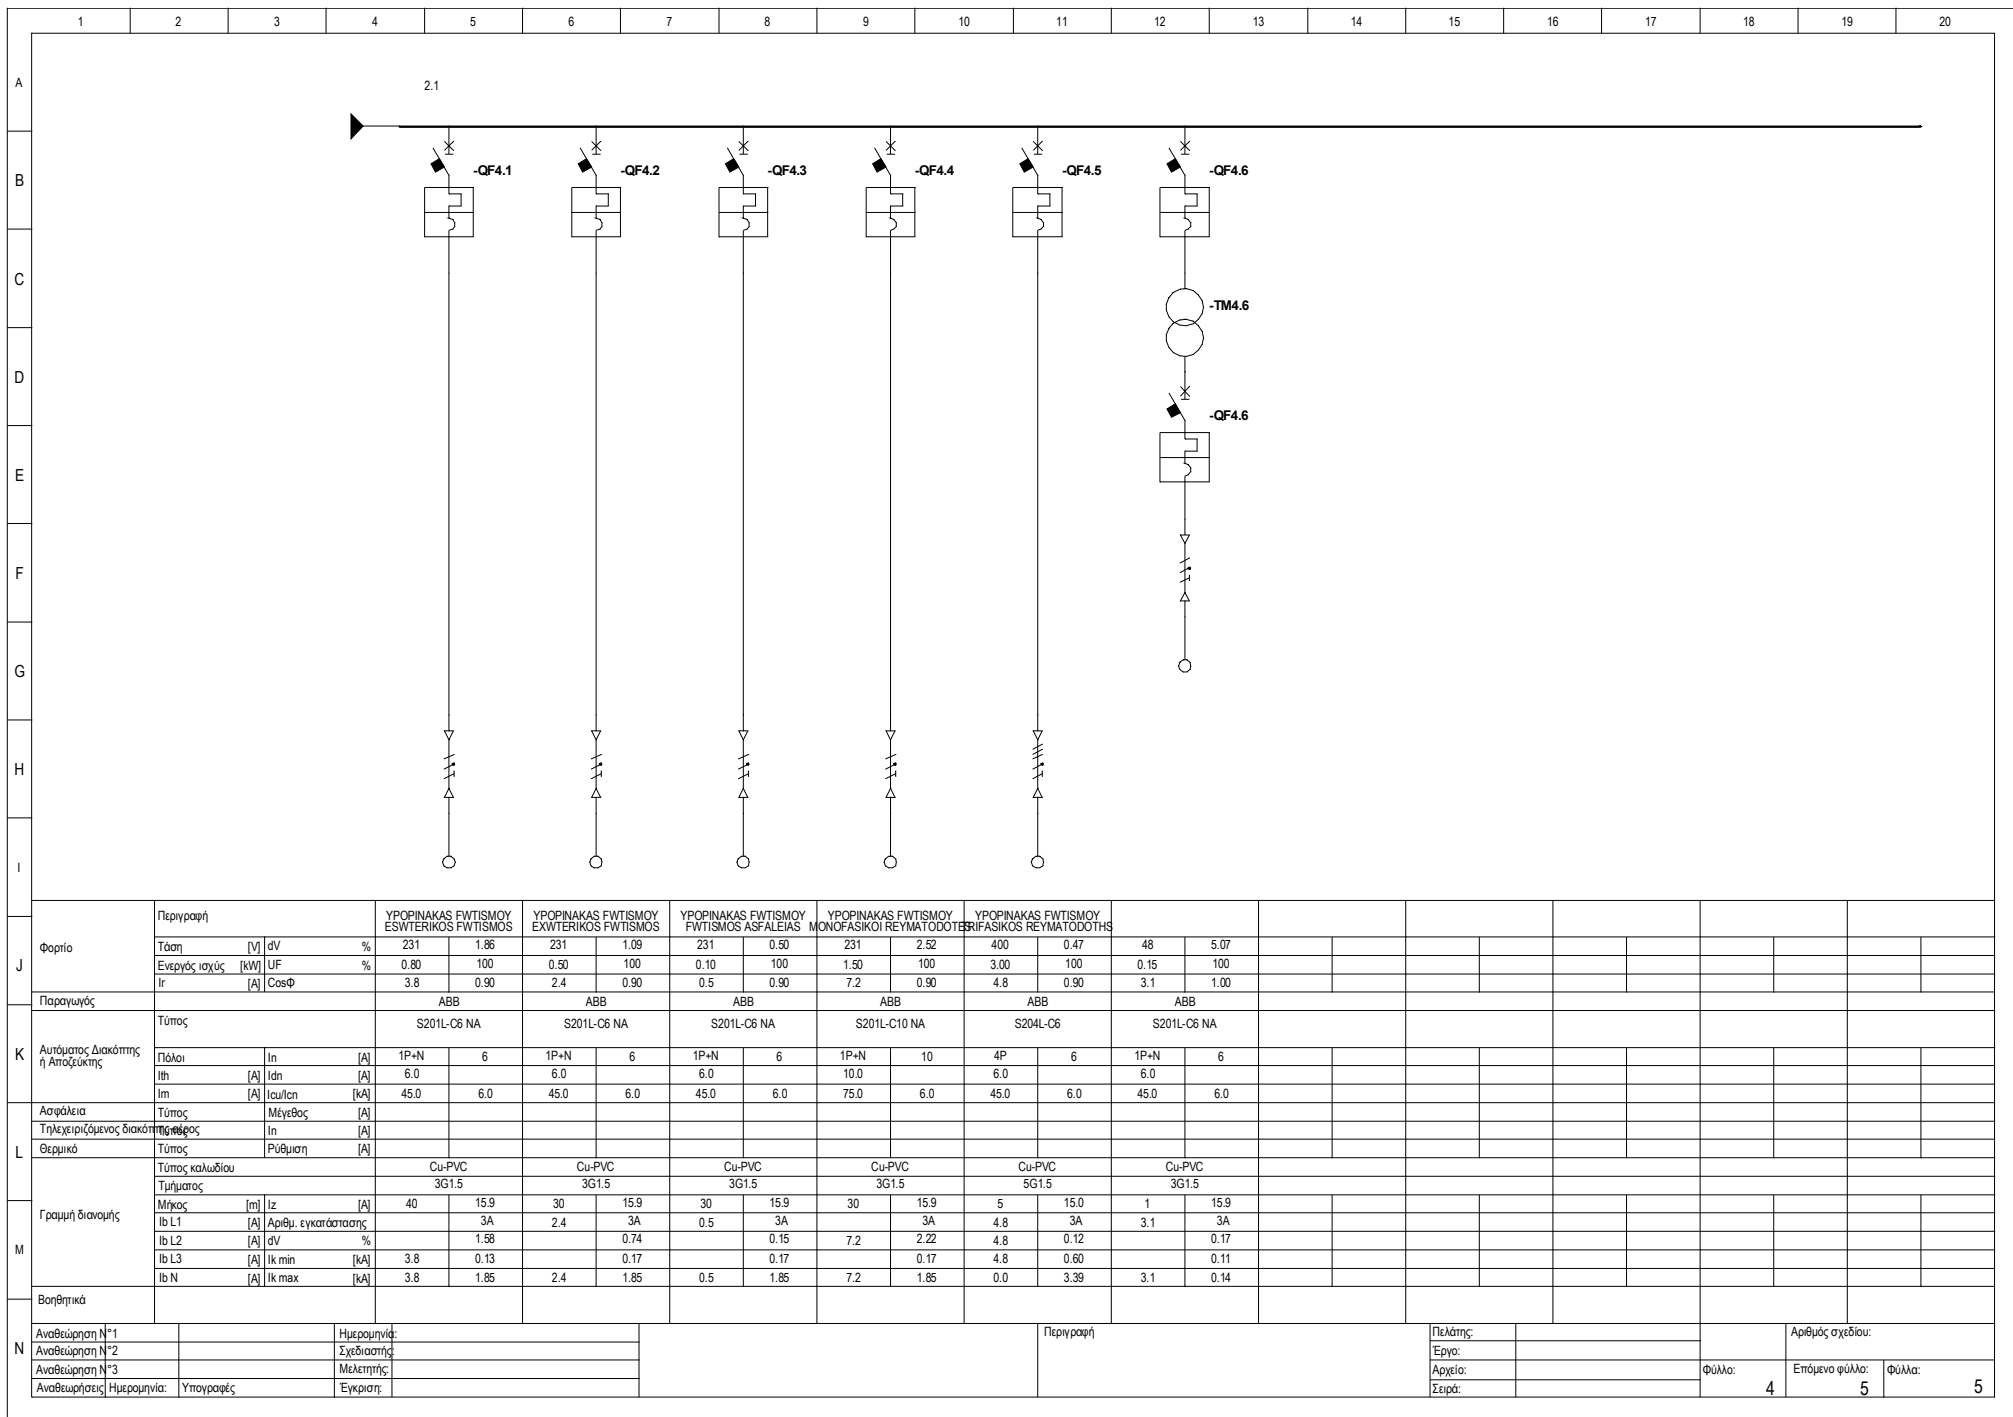 1 2 3 4 5 6 7 8 9 10 11 12 13 14 15 16 17 18 19 20
A
2.1
B
-QF4.1 -QF4.2 -QF4.3 -QF4.4 -QF4.5 -QF4.6
C
-TM4.6
D
-QF4.6
E
F
G
H
I
J
K
L
M
N
Φορτίο
Περιγραφή
YPOPINAKAS FWTISMOY YPOPINAKAS FWTISMOY YPOPINAKAS FWTISMOY YPOPINAKAS FWTISMOY YPOPINAKAS FWTISMOY
ESWTERIKOS FWTISMOS EXWTERIKOS FWTISMOS FWTISMOS ASFALEIAS MONOFASIKOI REYMATODOTES RIFASIKOS REYMATODOTHS
Τάση [V] dV % 231 1.86 231 1.09 231 0.50 231 2.52 400 0.47 48 5.07
Ενεργός ισχύς [kW] UF % 0.80 100 0.50 100 0.10 100 1.50 100 3.00 100 0.15 100
Ir [A] CosΦ 3.8 0.90 2.4 0.90 0.5 0.90 7.2 0.90 4.8 0.90 3.1 1.00
Παραγωγός ABB ABB ABB ABB ABB ABB
Αυτόματος Διακόπτης
ή Αποζεύκτης
Τύπος S201L-C6 NA S201L-C6 NA S201L-C6 NA S201L-C10 NA S204L-C6 S201L-C6 NA
Πόλοι In [A] 1P+N 6 1P+N 6 1P+N 6 1P+N 10 4P 6 1P+N 6
Ith [A] Idn [A] 6.0 6.0 6.0 10.0 6.0 6.0
Im [A] Icu/Icn [kA] 45.0 6.0 45.0 6.0 45.0 6.0 75.0 6.0 45.0 6.0 45.0 6.0
Ασφάλεια Τύπος Μέγεθος [A]
Τηλεχειριζόμενος διακόπτης αέρος Τύπος In [A]
Θερμικό Τύπος Ρύθμιση [A]
Γραμμή διανομής
Τύπος καλωδίου Cu-PVC Cu-PVC Cu-PVC Cu-PVC Cu-PVC Cu-PVC
Τμήματος 3G1.5 3G1.5 3G1.5 3G1.5 5G1.5 3G1.5
Μήκος [m] Iz [A] 40 15.9 30 15.9 30 15.9 30 15.9 5 15.0 1 15.9
Ib L1 [A] Αριθμ. εγκατάστασης 3A 2.4 3A 0.5 3A 3A 4.8 3A 3.1 3A
Ib L2 [A] dV % 1.58 0.74 0.15 7.2 2.22 4.8 0.12 0.17
Ib L3 [A] Ik min [kA] 3.8 0.13 0.17 0.17 0.17 4.8 0.60 0.11
Ib N [A] Ik max [kA] 3.8 1.85 2.4 1.85 0.5 1.85 7.2 1.85 0.0 3.39 3.1 0.14
Βοηθητικά
Αναθεώρηση N°1 Ημερομηνία: Περιγραφή Πελάτης: Αριθμός σχεδίου:
Αναθεώρηση N°2 Σχεδιαστής: Έργο:
Αναθεώρηση N°3 Μελετητής: Αρχείο: Φύλλο: Επόμενο φύλλο: Φύλλα:
Αναθεωρήσεις Ημερομηνία: Υπογραφές Έγκριση: Σειρά: 4 5 5